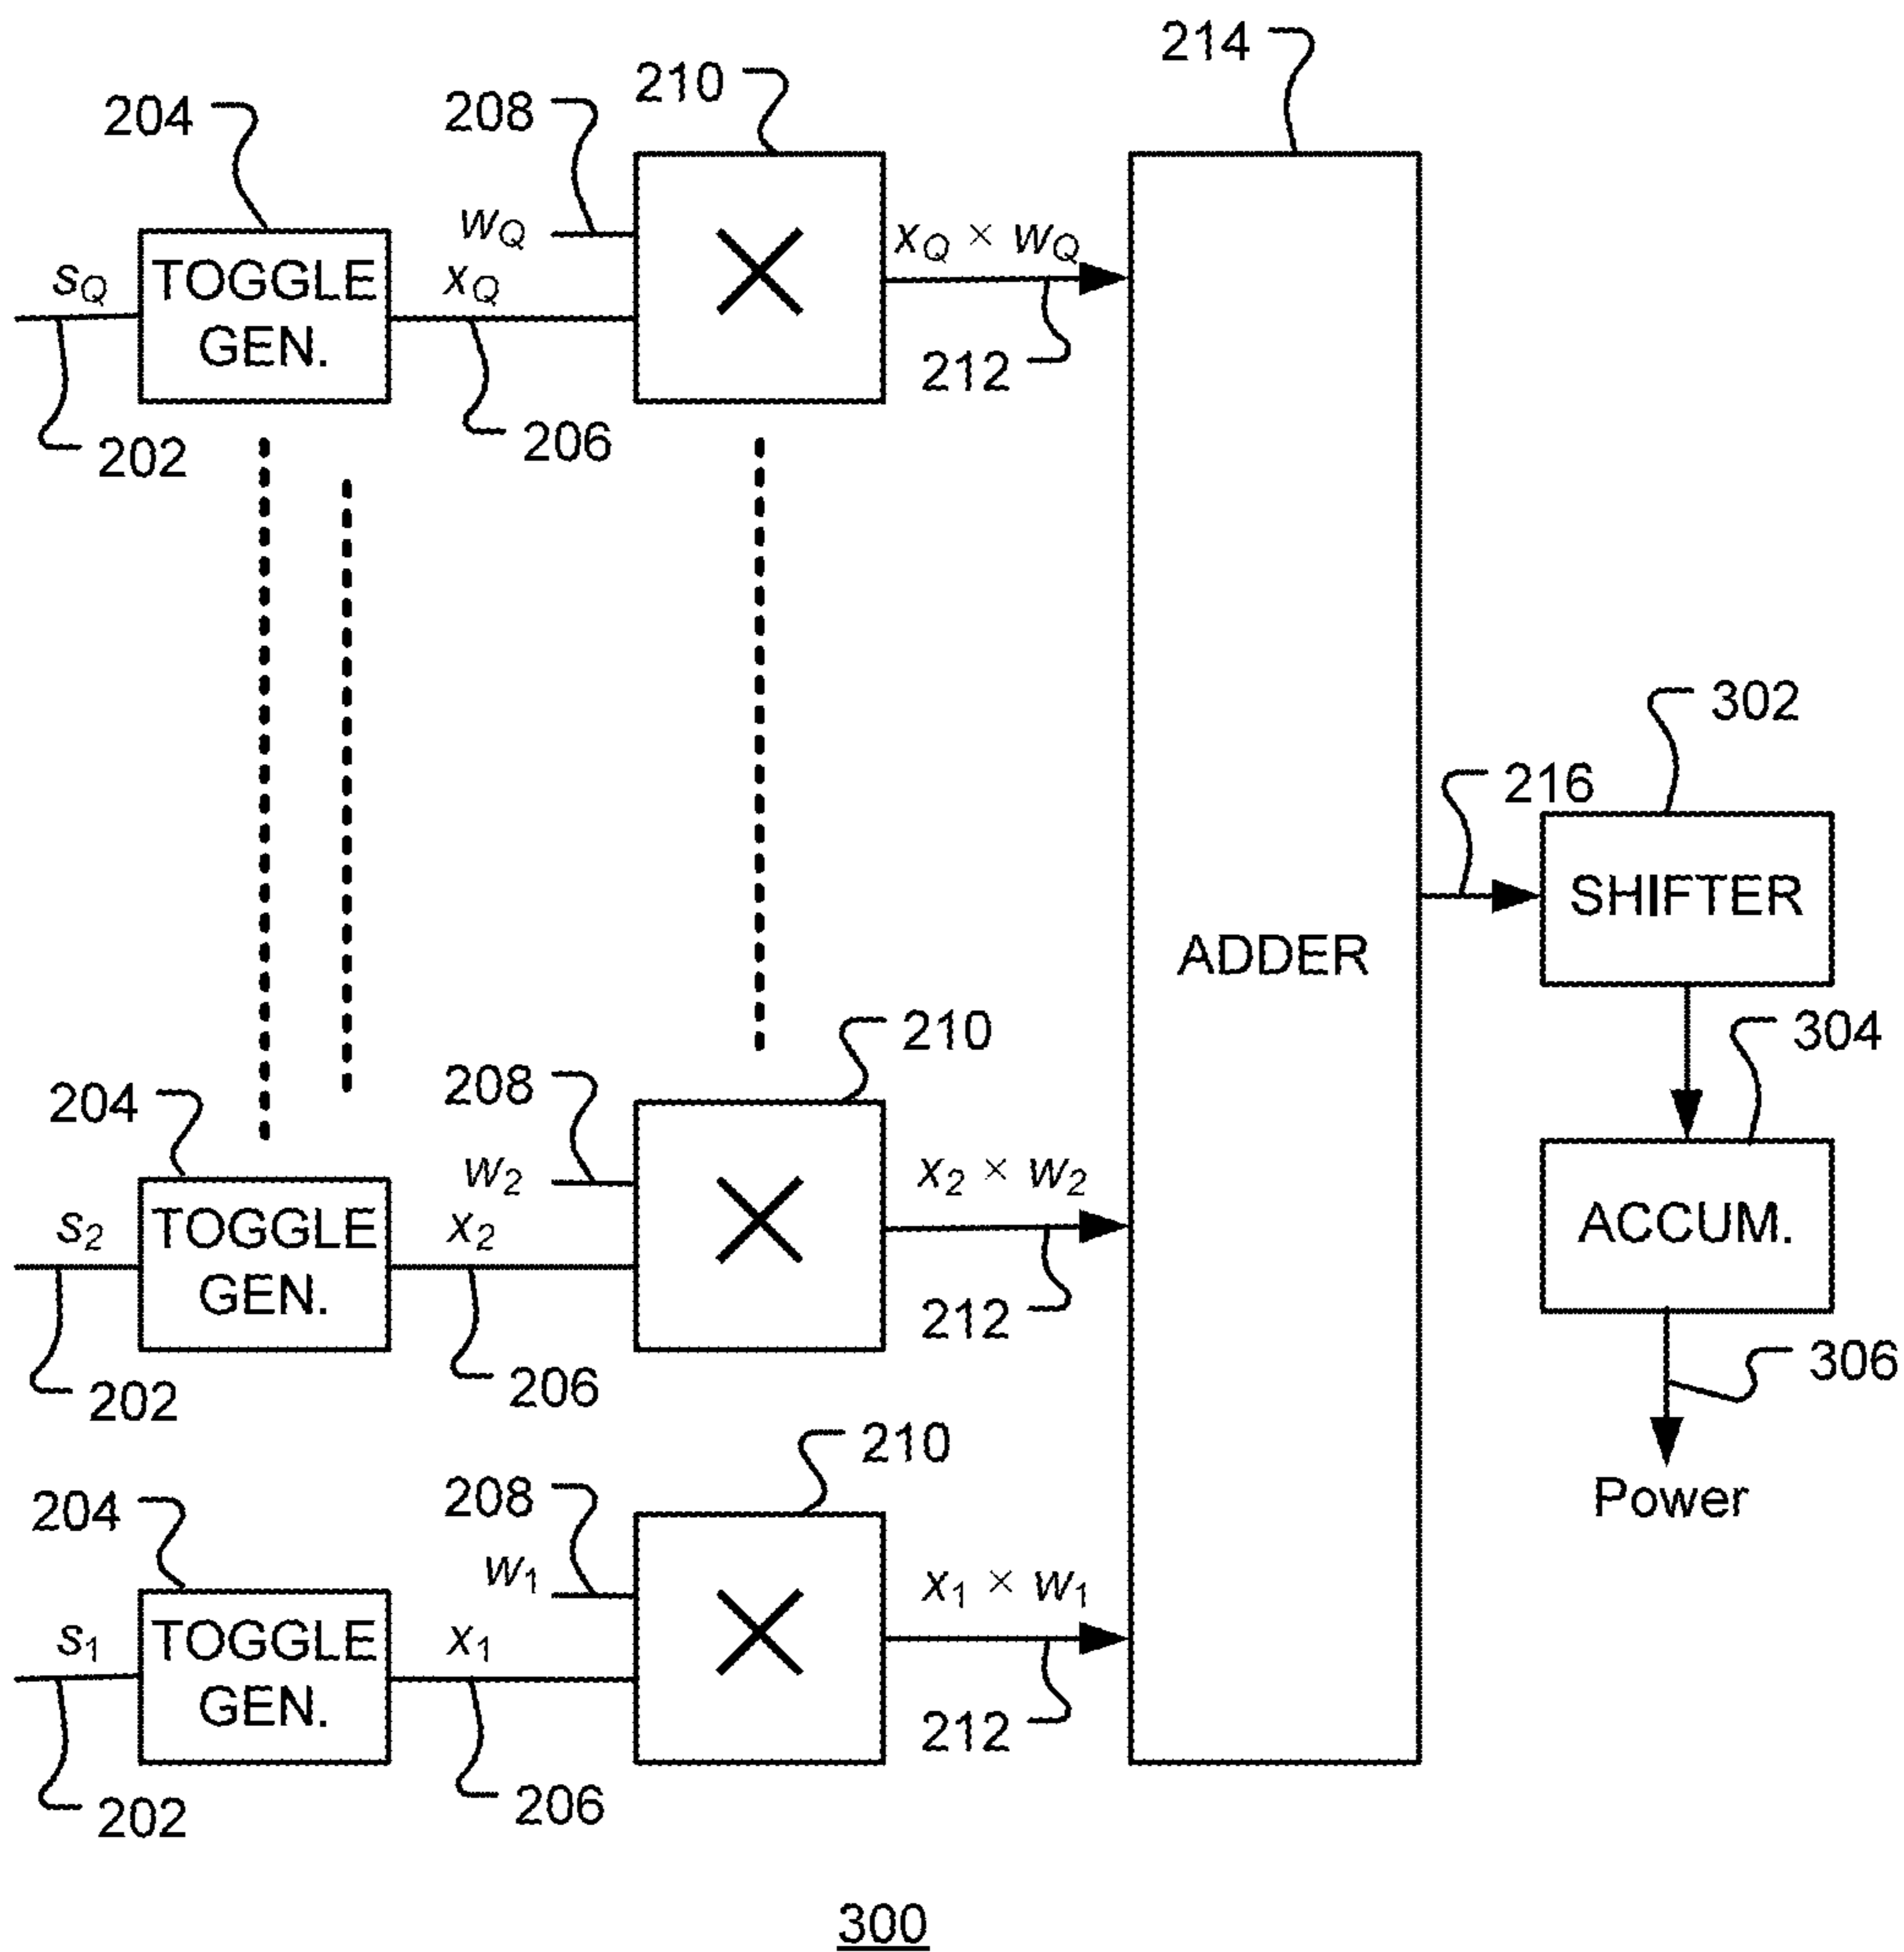 214
210
208
204
w_Q
x_Q × w_Q
s_Q
TOGGLE
GEN.
x_Q
×
212
202
206
302
216
SHIFTER
ADDER
210
304
208
204
w_2
x_2 × w_2
s_2
TOGGLE
GEN.
x_2
×
ACCUM.
212
202
206
306
210
Power
208
204
w_1
x_1 × w_1
s_1
TOGGLE
GEN.
x_1
×
212
202
206
300